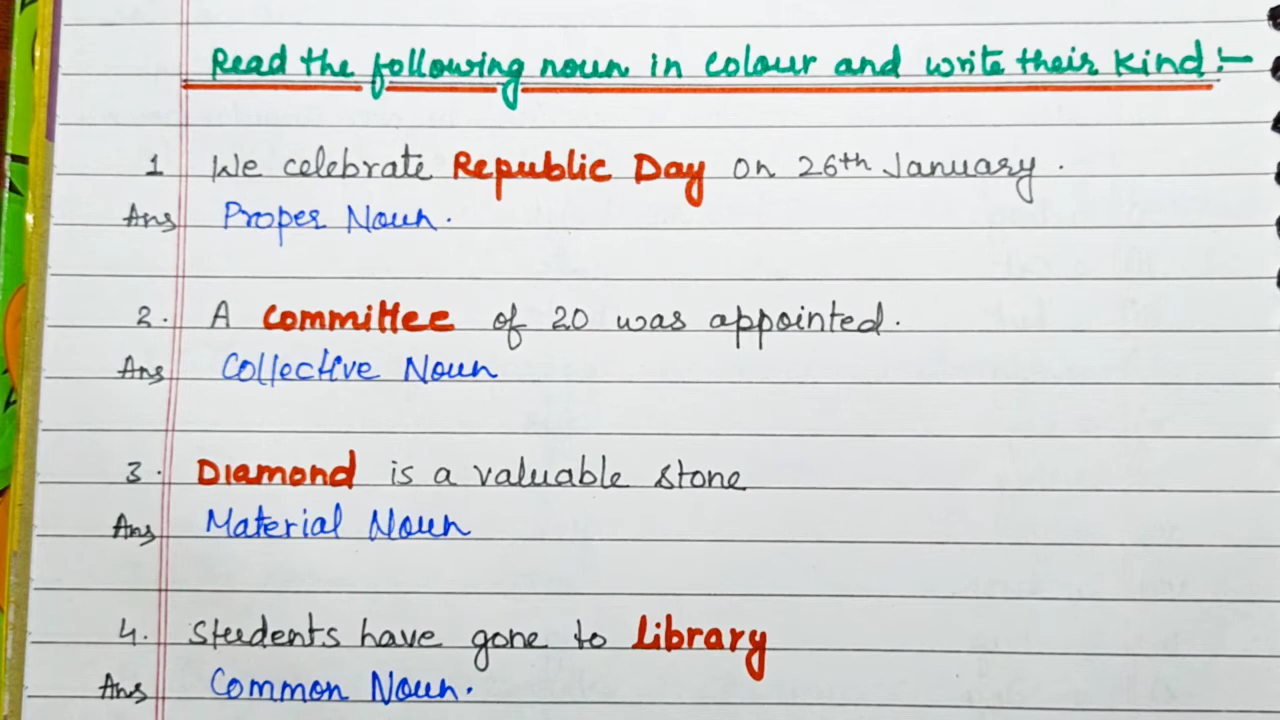 Read the following noun in colour and write their kind:-
1 We celebrate Republic Day on 26th January.
Ans Proper Noun.
2. A committee of 20 was appointed.
Ans Collective Noun
3. Diamond is a valuable stone
Ans Material Noun
4. Students have gone to library
Ans Common Noun.